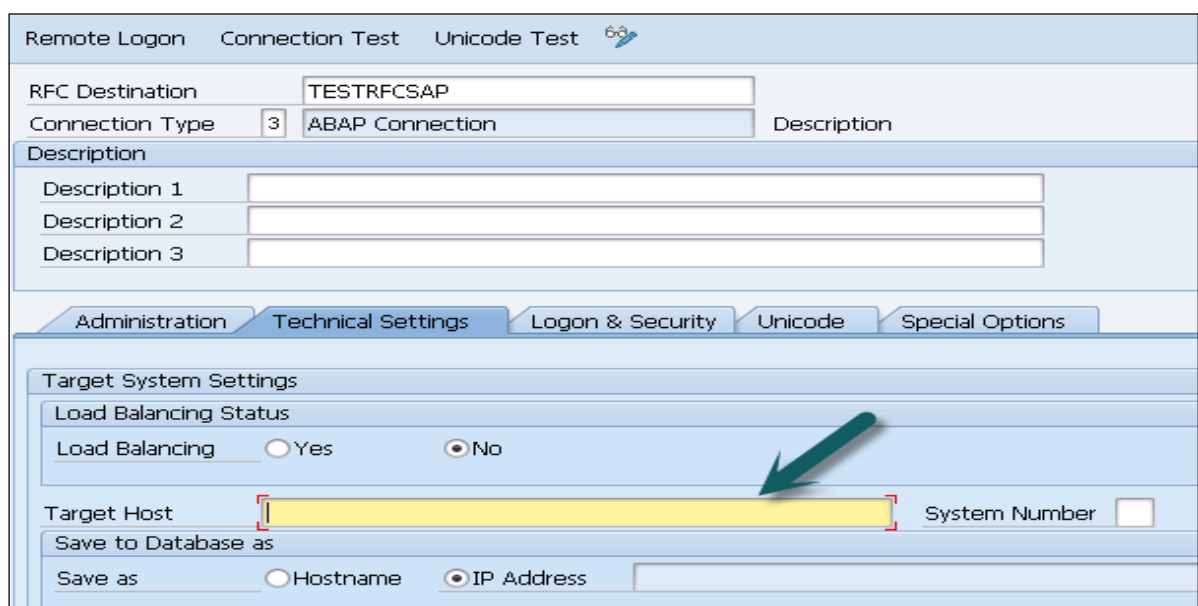 Remote Logon Connection Test Unicode Test
RFC Destination TESTRFCSAP
Connection Type 3 ABAP Connection Description
Description
Description 1
Description 2
Description 3
Administration Technical Settings Logon & Security Unicode Special Options
Target System Settings
Load Balancing Status
Load Balancing Yes No
Target Host System Number
Save to Database as
Save as Hostname IP Address